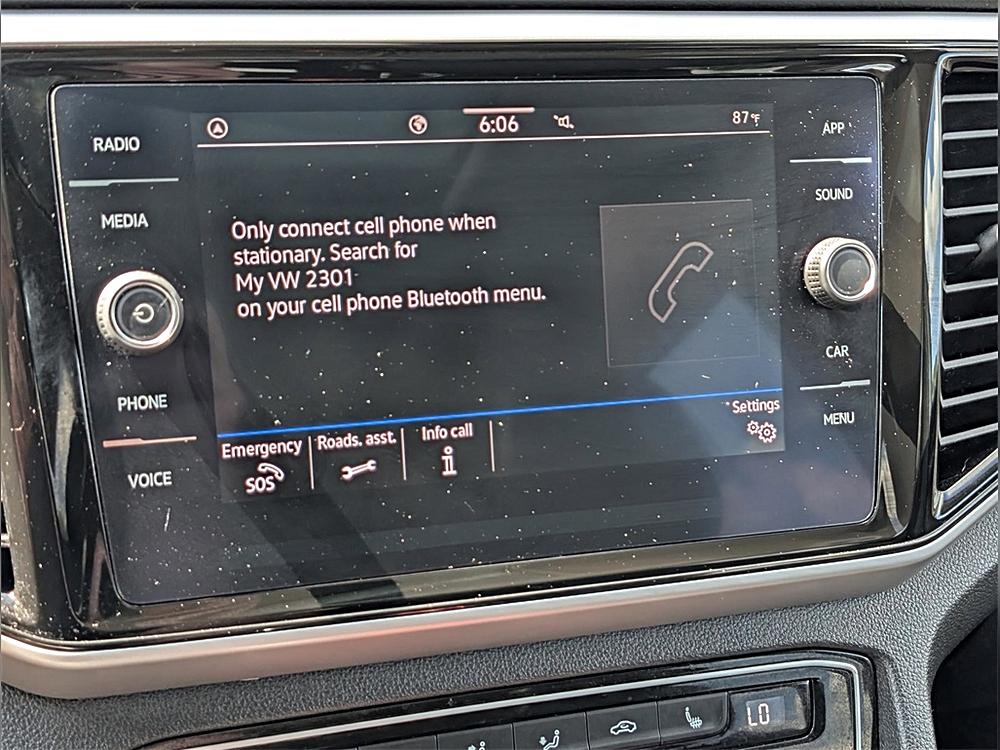 RADIO
MEDIA
PHONE
VOICE
6:06
87°F
Only connect cell phone when
stationary. Search for
My VW 2301
on your cell phone Bluetooth menu.
Emergency
SOS
Roads. asst.
Info call
i
Settings
APP
SOUND
CAR
MENU
LO